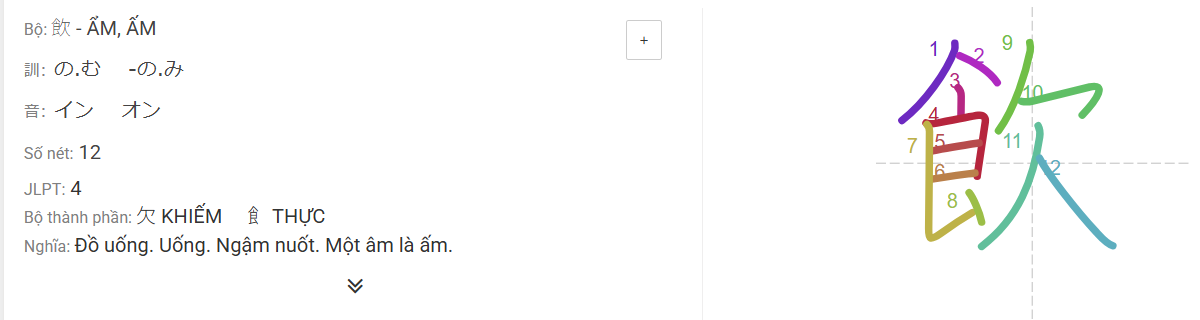 Bộ: 飲 - ẨM, ẤM
+
訓: の.む -の.み
音: イン オン
Số nét: 12
JLPT: 4
Bộ thành phần: 欠 KHIẾM 飠 THỰC
Nghĩa: Đồ uống. Uống. Ngậm nuốt. Một âm là ấm.
飲
1
2
3
4
5
6
7
8
9
10
11
12